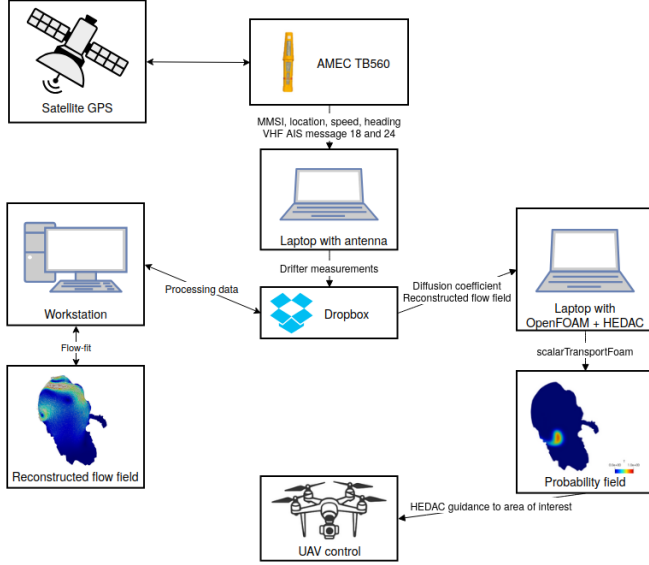 Satellite GPS
AMEC TB560
MMSI, location, speed, heading
VHF AIS message 18 and 24
Laptop with antenna
Workstation
Processing data
Drifter measurements
Dropbox
Diffusion coefficient
Reconstructed flow field
Laptop with
OpenFOAM + HEDAC
Flow-fit
scalarTransportFoam
Reconstructed flow field
Probability field
HEDAC guidance to area of interest
UAV control